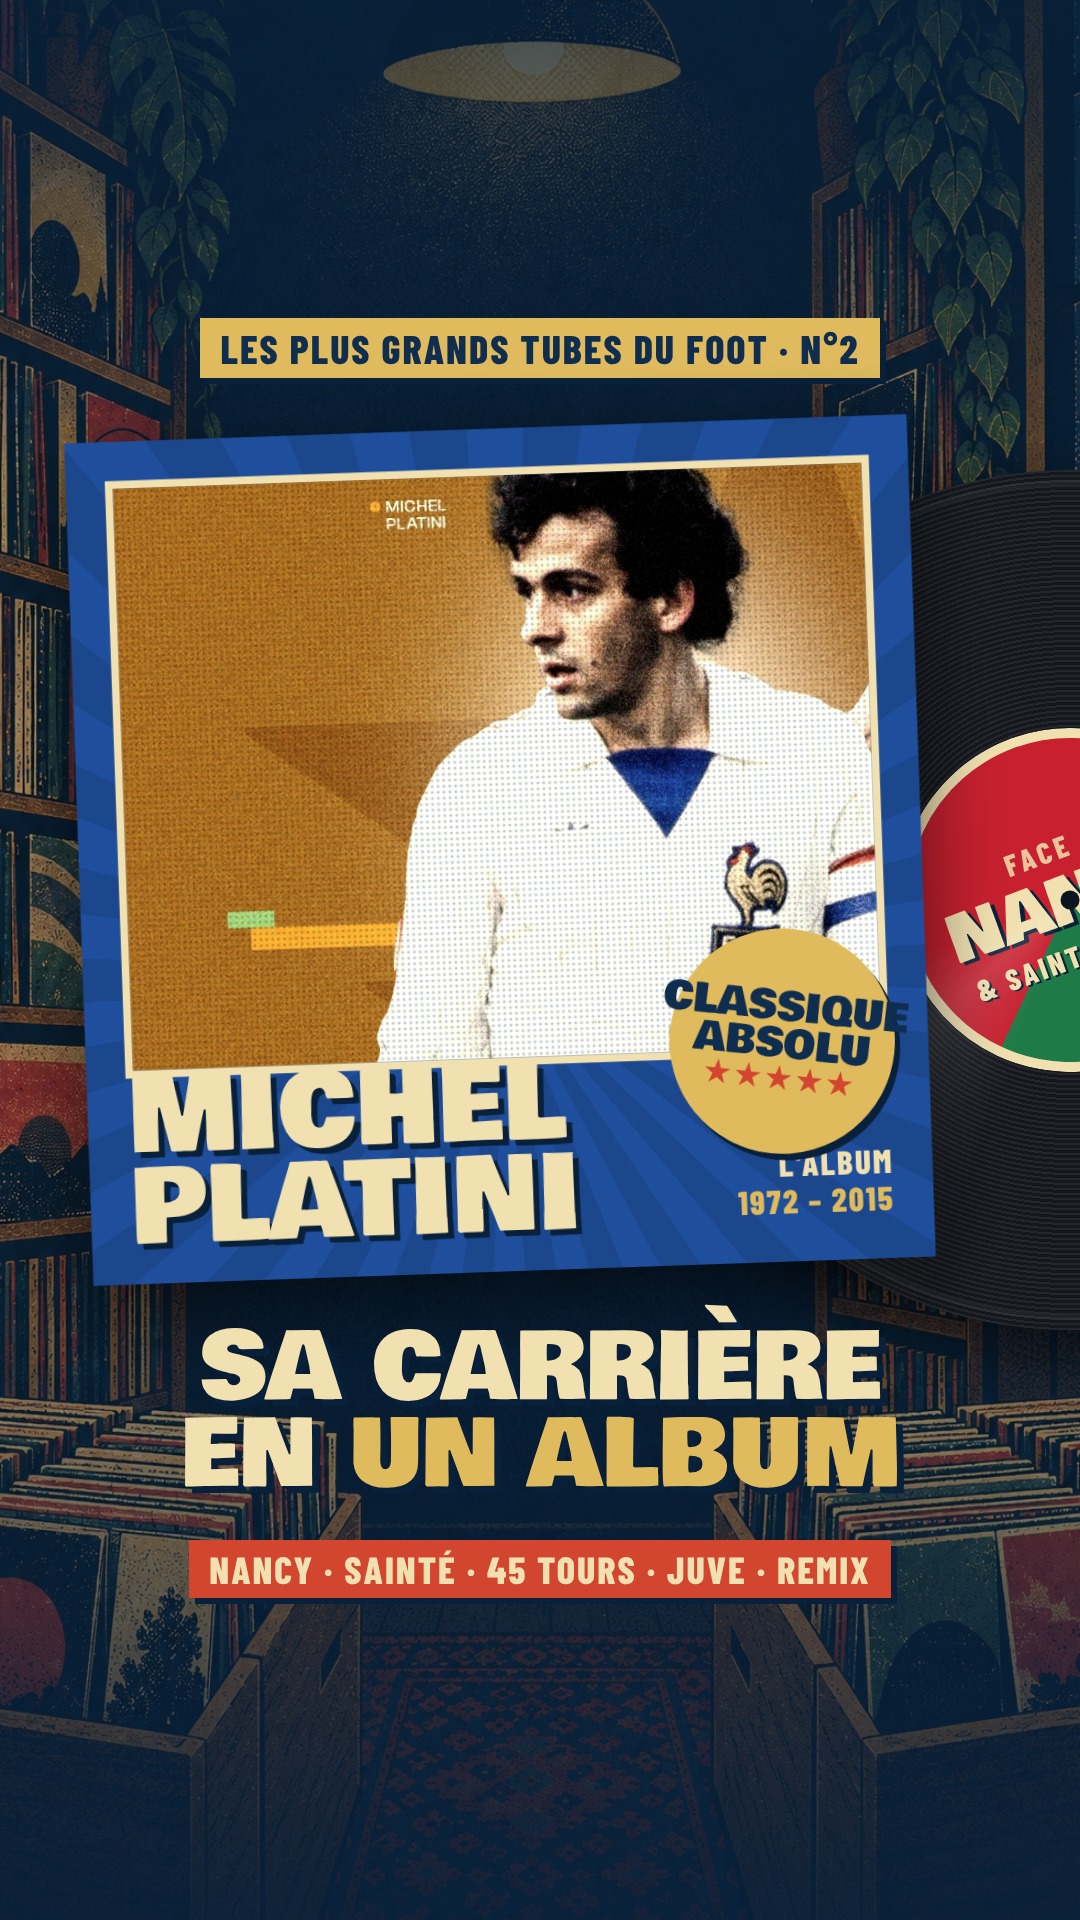 LES PLUS GRANDS TUBES DU FOOT · N°2
MICHEL
PLATINI
FACE
& SAINT
CLASSIQUE
ABSOLU
★★★★★
MICHEL
PLATINI
L'ALBUM
1972 - 2015
SA CARRIÈRE
EN UN ALBUM
NANCY · SAINTÉ · 45 TOURS · JUVE · REMIX